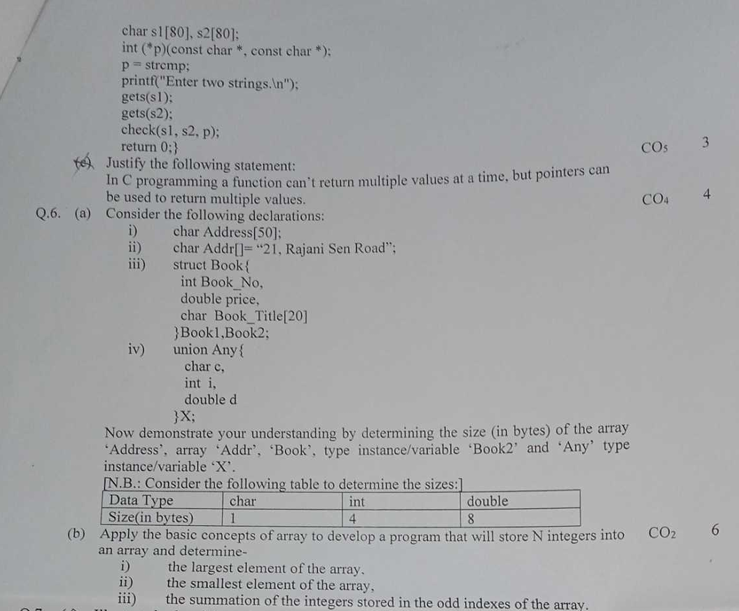 char s1[80], s2[80];
int (*p)(const char *, const char *);
p = strcmp;
printf("Enter two strings.\n");
gets(s1);
gets(s2);
check(s1, s2, p);
return 0;}
(c) Justify the following statement: CO5 3
In C programming a function can't return multiple values at a time, but pointers can
be used to return multiple values. CO4 4
Q.6. (a) Consider the following declarations:
i) char Address[50];
ii) char Addr[]= “21, Rajani Sen Road”;
iii) struct Book{
int Book_No,
double price,
char Book_Title[20]
}Book1,Book2;
iv) union Any{
char c,
int i,
double d
}X;
Now demonstrate your understanding by determining the size (in bytes) of the array
‘Address’, array ‘Addr’, ‘Book’, type instance/variable ‘Book2’ and ‘Any’ type
instance/variable ‘X’.
[N.B.: Consider the following table to determine the sizes:]
Data Type char int double
Size(in bytes) 1 4 8
(b) Apply the basic concepts of array to develop a program that will store N integers into CO2 6
an array and determine-
i) the largest element of the array.
ii) the smallest element of the array,
iii) the summation of the integers stored in the odd indexes of the array.